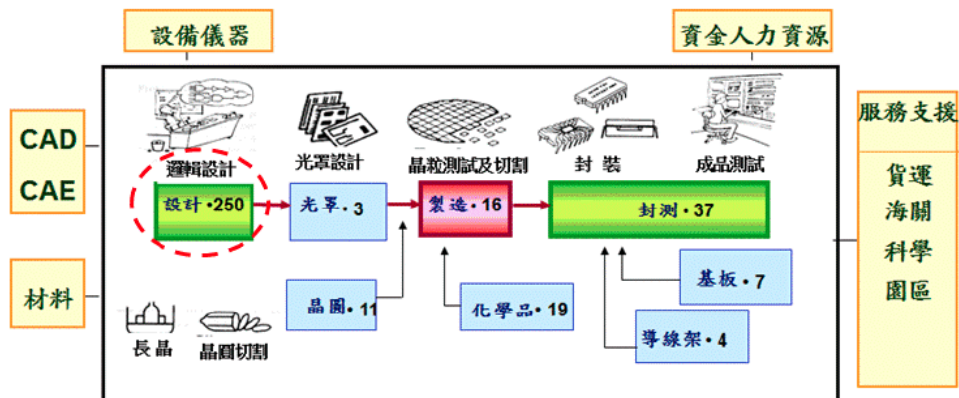 設備儀器
資金人力資源
CAD
CAE
材料
邏輯設計
光罩設計
晶粒測試及切割
封裝
成品測試
設計•250
光罩•3
製造•16
封测•37
晶圓•11
化學品•19
基板•7
導線架•4
長晶
晶圓切割
服務支援
貨運
海關
科學
園區